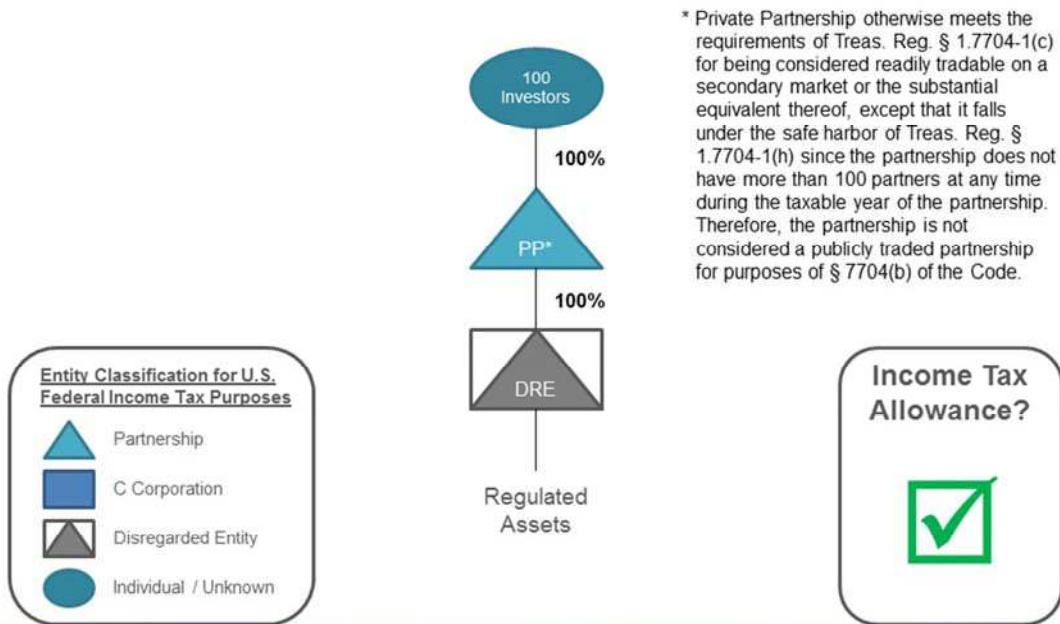 100
Investors
100%
PP*
100%
DRE
Regulated
Assets
* Private Partnership otherwise meets the
requirements of Treas. Reg. § 1.7704-1(c)
for being considered readily tradable on a
secondary market or the substantial
equivalent thereof, except that it falls
under the safe harbor of Treas. Reg. §
1.7704-1(h) since the partnership does not
have more than 100 partners at any time
during the taxable year of the partnership.
Therefore, the partnership is not
considered a publicly traded partnership
for purposes of § 7704(b) of the Code.
Entity Classification for U.S.
Federal Income Tax Purposes
Partnership
C Corporation
Disregarded Entity
Individual / Unknown
Income Tax
Allowance?